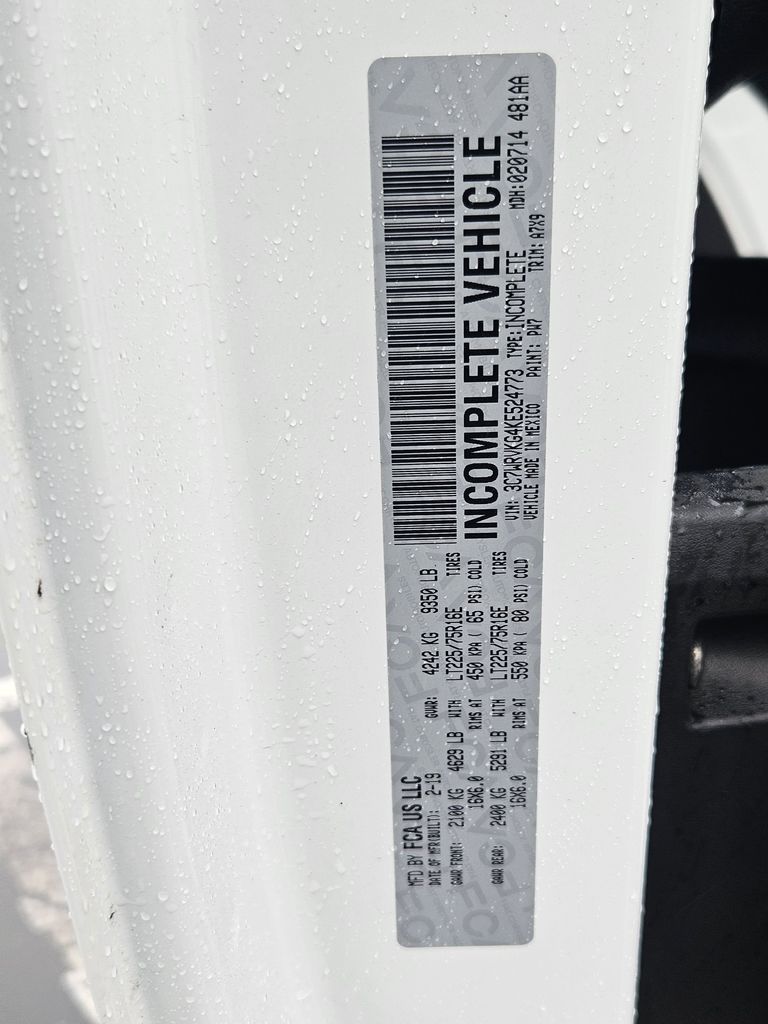 MFD BY FCA US LLC
DATE OF MFR(BUILT): 2-19 GVWR: 4242 KG 9350 LB
GAWR FRONT: 2100 KG 4629 LB WITH LT225/75R16E TIRES
16X6.0 RIMS AT 450 KPA ( 65 PSI) COLD
GAWR REAR: 2400 KG 5291 LB WITH LT225/75R16E TIRES
16X6.0 RIMS AT 550 KPA ( 80 PSI) COLD
INCOMPLETE VEHICLE
VIN: 3C7WRVKG4KE524773 TYPE:INCOMPLETE MDH:020714 481AA
VEHICLE MADE IN MEXICO PAINT: PW7 TRIM: A7X9